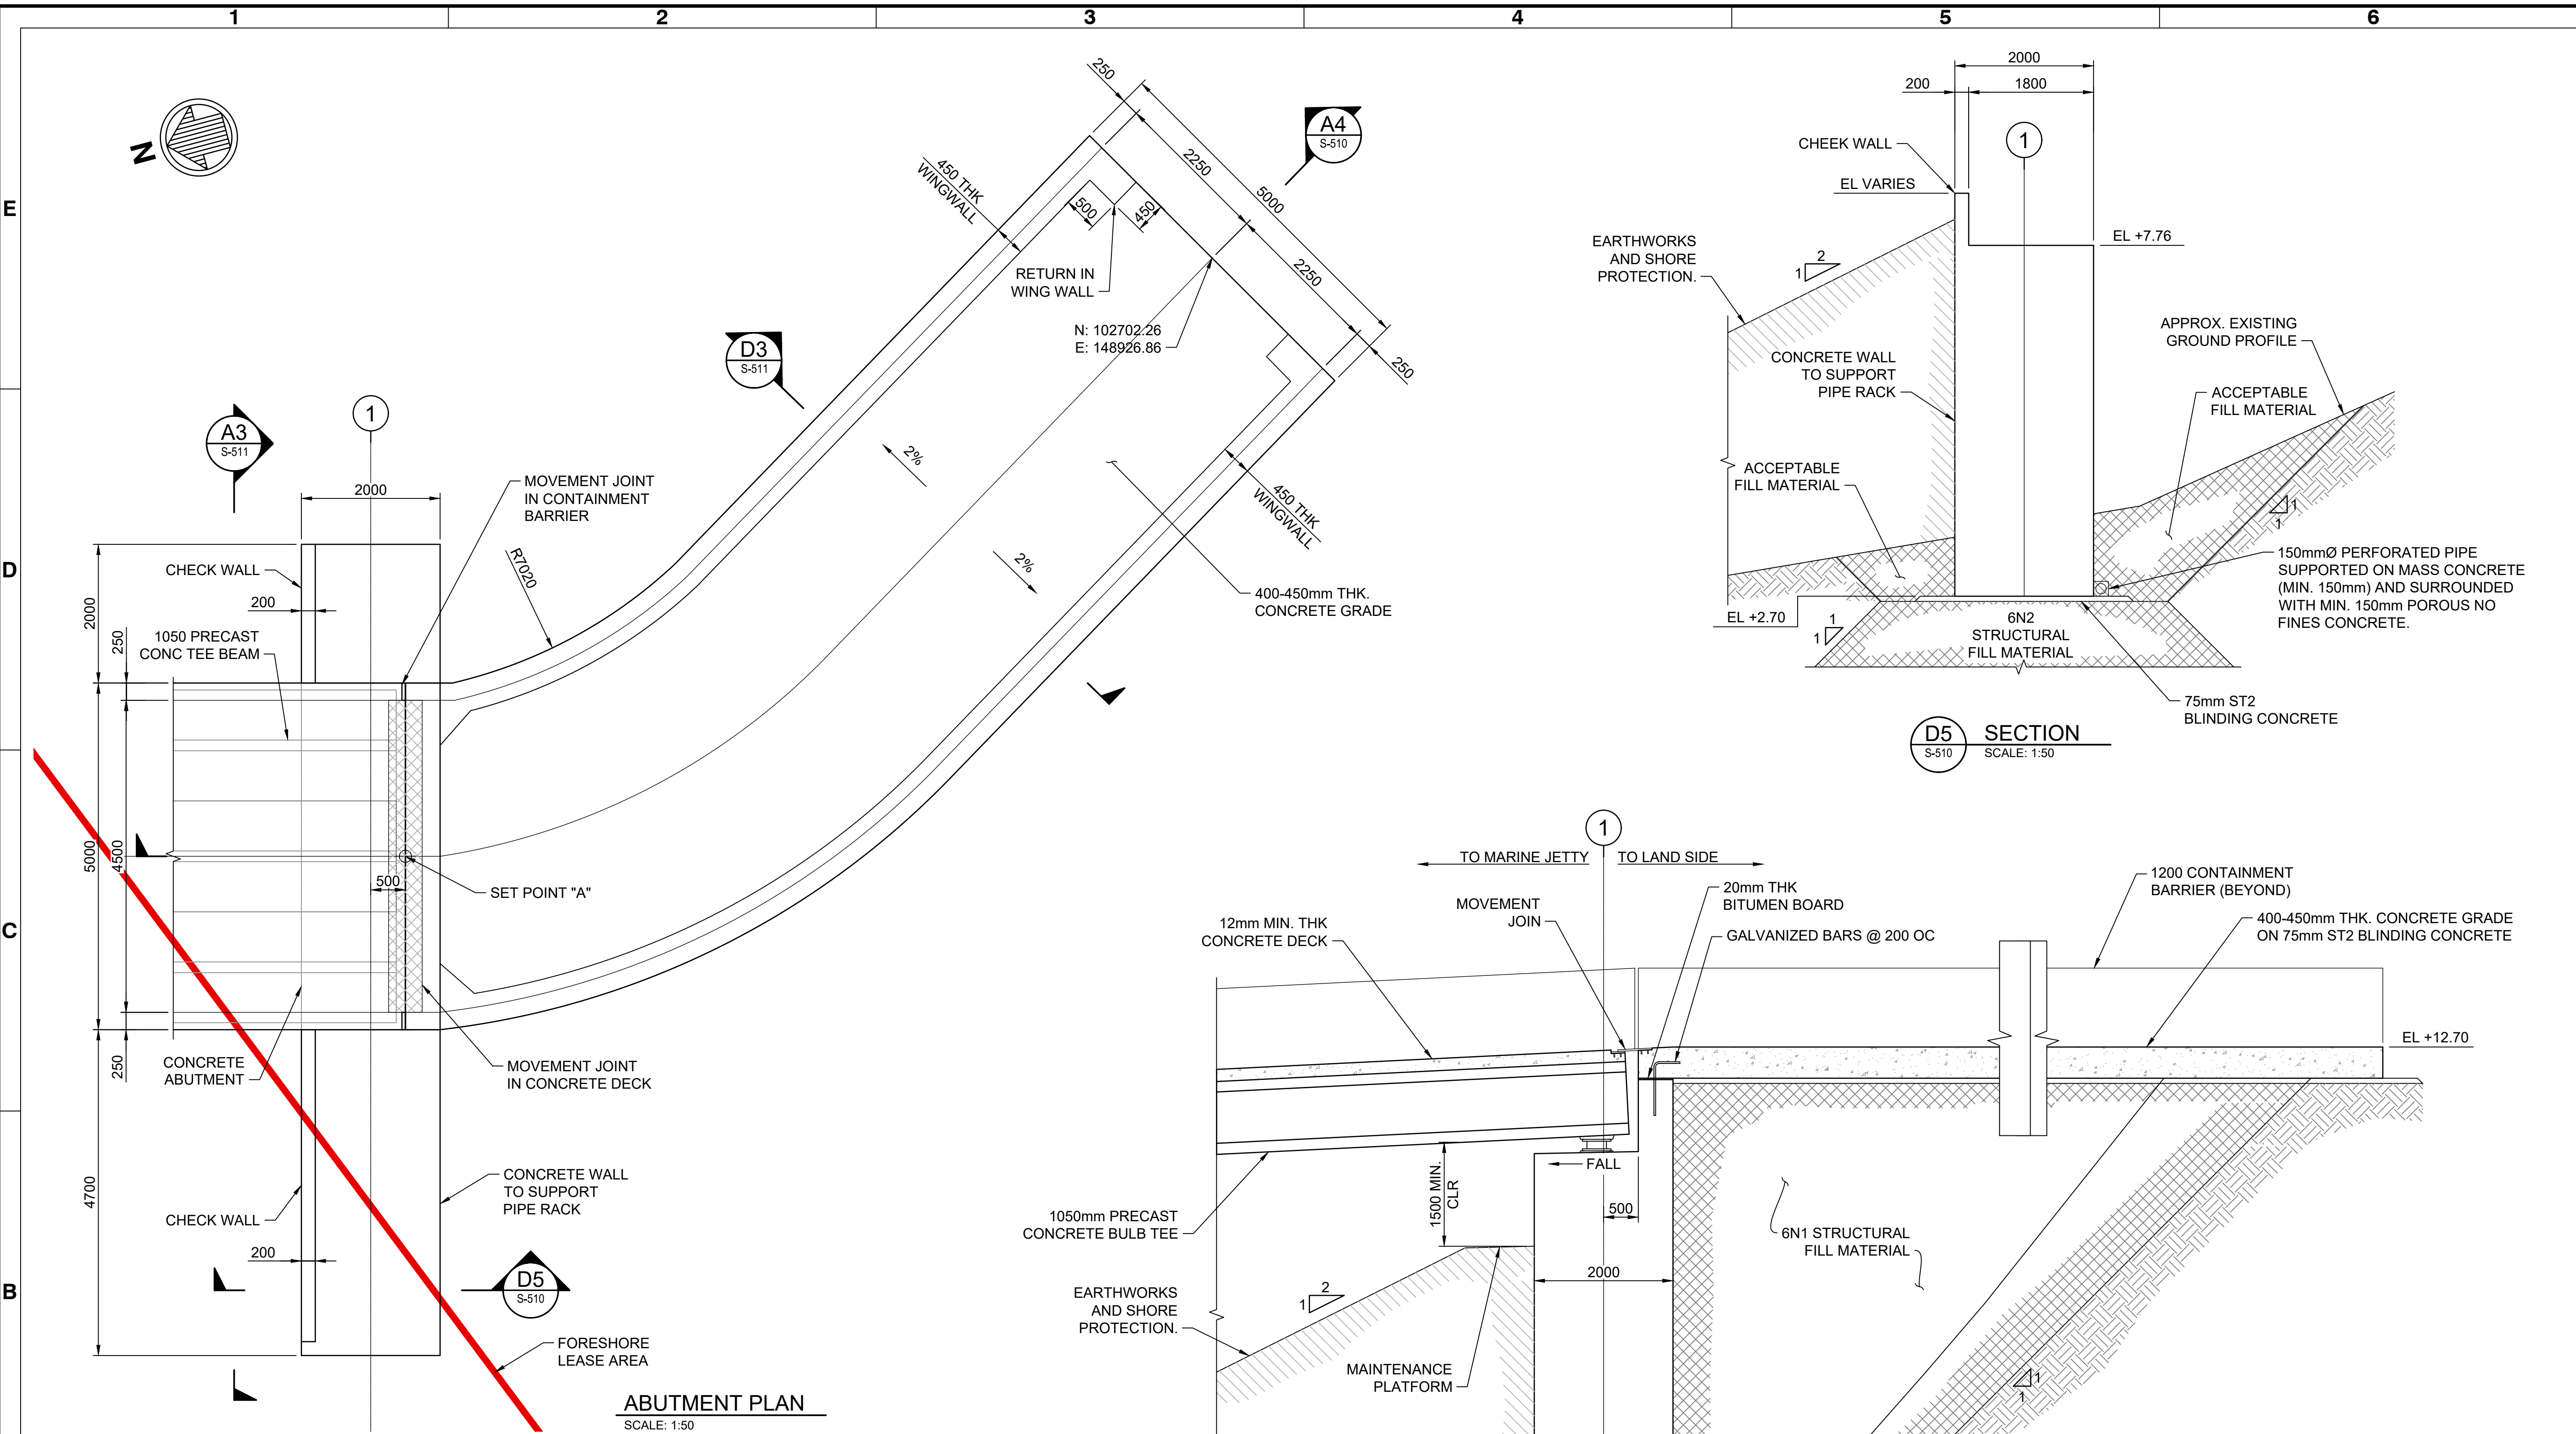 1 2 3 4 5 6
E
D
C
B
N
250
2250
5000
2250
250
A4
S-510
450 THK
WINGWALL
500
450
RETURN IN
WING WALL
N: 102702.26
E: 148926.86
D3
S-511
A3
S-511
1
2000
MOVEMENT JOINT
IN CONTAINMENT
BARRIER
R7020
2%
2%
450 THK
WINGWALL
400-450mm THK.
CONCRETE GRADE
CHECK WALL
200
2000
250
1050 PRECAST
CONC TEE BEAM
5000
4500
500
SET POINT "A"
250
CONCRETE
ABUTMENT
MOVEMENT JOINT
IN CONCRETE DECK
4700
CONCRETE WALL
TO SUPPORT
PIPE RACK
CHECK WALL
200
D5
S-510
FORESHORE
LEASE AREA
ABUTMENT PLAN
SCALE: 1:50
2000
200
1800
1
CHEEK WALL
EL VARIES
EL +7.76
EARTHWORKS
AND SHORE
PROTECTION.
2
1
APPROX. EXISTING
GROUND PROFILE
CONCRETE WALL
TO SUPPORT
PIPE RACK
ACCEPTABLE
FILL MATERIAL
ACCEPTABLE
FILL MATERIAL
1
1
150mmØ PERFORATED PIPE
SUPPORTED ON MASS CONCRETE
(MIN. 150mm) AND SURROUNDED
WITH MIN. 150mm POROUS NO
FINES CONCRETE.
EL +2.70
1
1
6N2
STRUCTURAL
FILL MATERIAL
75mm ST2
BLINDING CONCRETE
D5
S-510
SECTION
SCALE: 1:50
1
TO MARINE JETTY
TO LAND SIDE
20mm THK
BITUMEN BOARD
MOVEMENT
JOIN
12mm MIN. THK
CONCRETE DECK
GALVANIZED BARS @ 200 OC
1200 CONTAINMENT
BARRIER (BEYOND)
400-450mm THK. CONCRETE GRADE
ON 75mm ST2 BLINDING CONCRETE
EL +12.70
FALL
1500 MIN.
CLR
500
1050mm PRECAST
CONCRETE BULB TEE
6N1 STRUCTURAL
FILL MATERIAL
2000
EARTHWORKS
AND SHORE
PROTECTION.
2
1
MAINTENANCE
PLATFORM
1
1